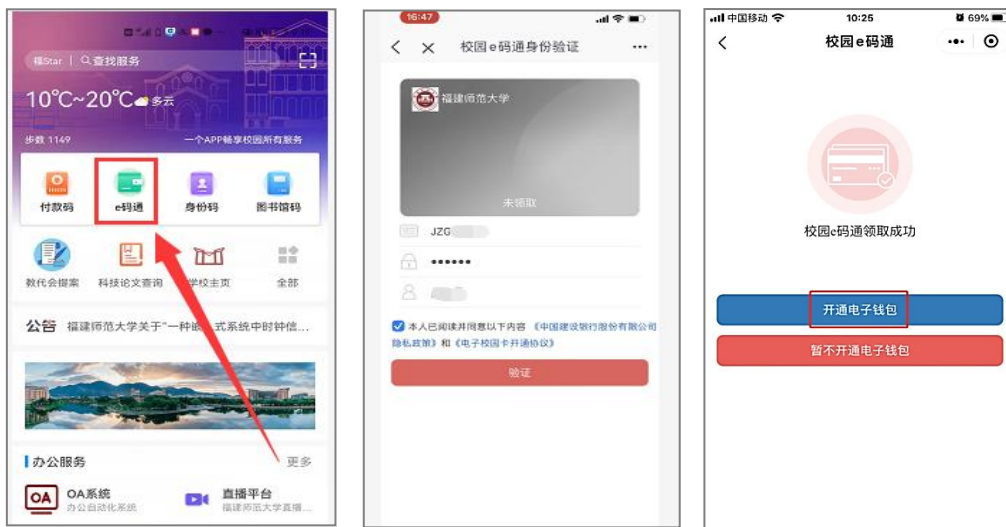 福Star | 查找服务
10°C~20°C 多云
步数 1149 一个APP畅享校园所有服务
付款码 e码通 身份码 图书馆码
教代会提案 科技论文查询 学校主页 全部
公告 福建师范大学关于“一种嵌入式系统中时钟信...
办公服务 更多
OA OA系统 直播平台
办公自动化系统 福建师范大学直播...
16:47
校园e码通身份验证
福建师范大学
未领取
JZG
••••••
本人已阅读并同意以下内容 《中国建设银行股份有限公司
隐私政策》和《电子校园卡开通协议》
验证
中国移动 10:25 69%
校园e码通
校园e码通领取成功
开通电子钱包
暂不开通电子钱包